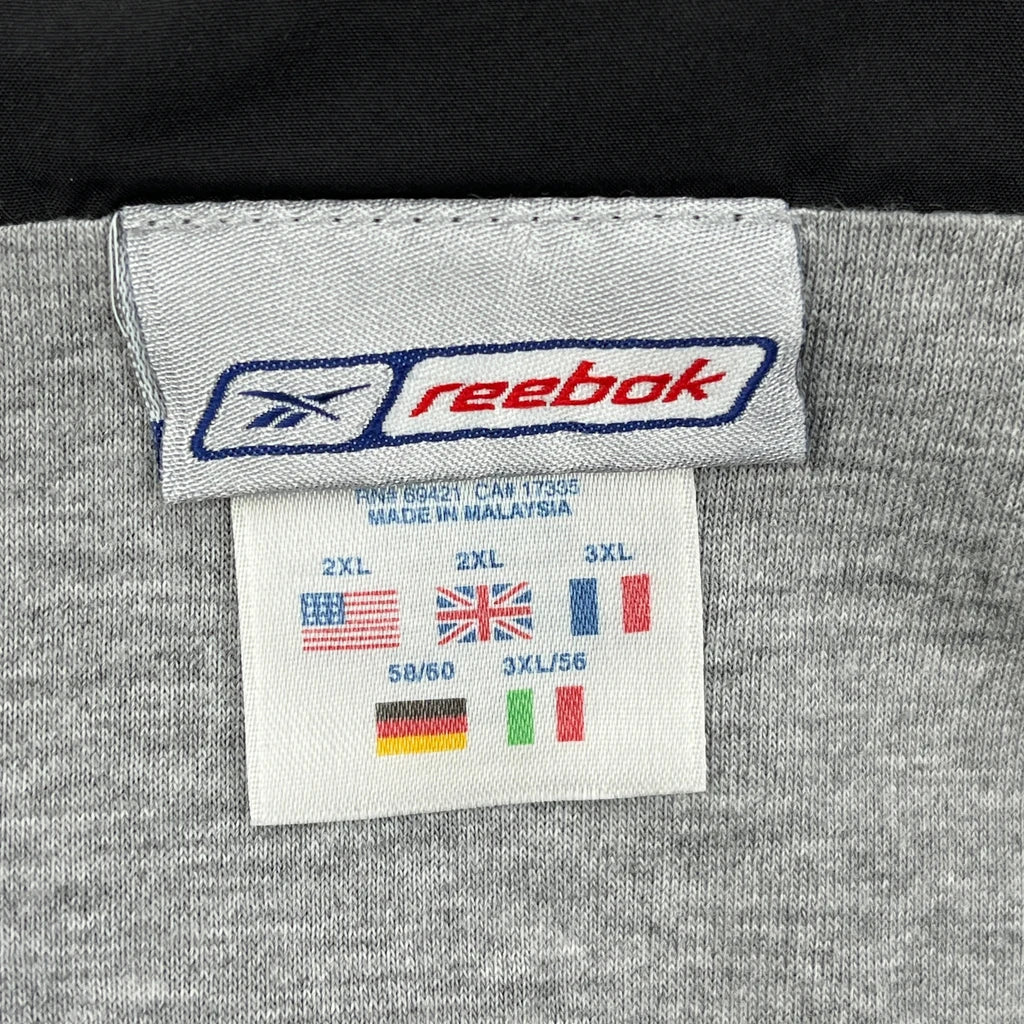 reebok
RN# 69421 CA# 17335
MADE IN MALAYSIA
2XL 2XL 3XL
58/60 3XL/56